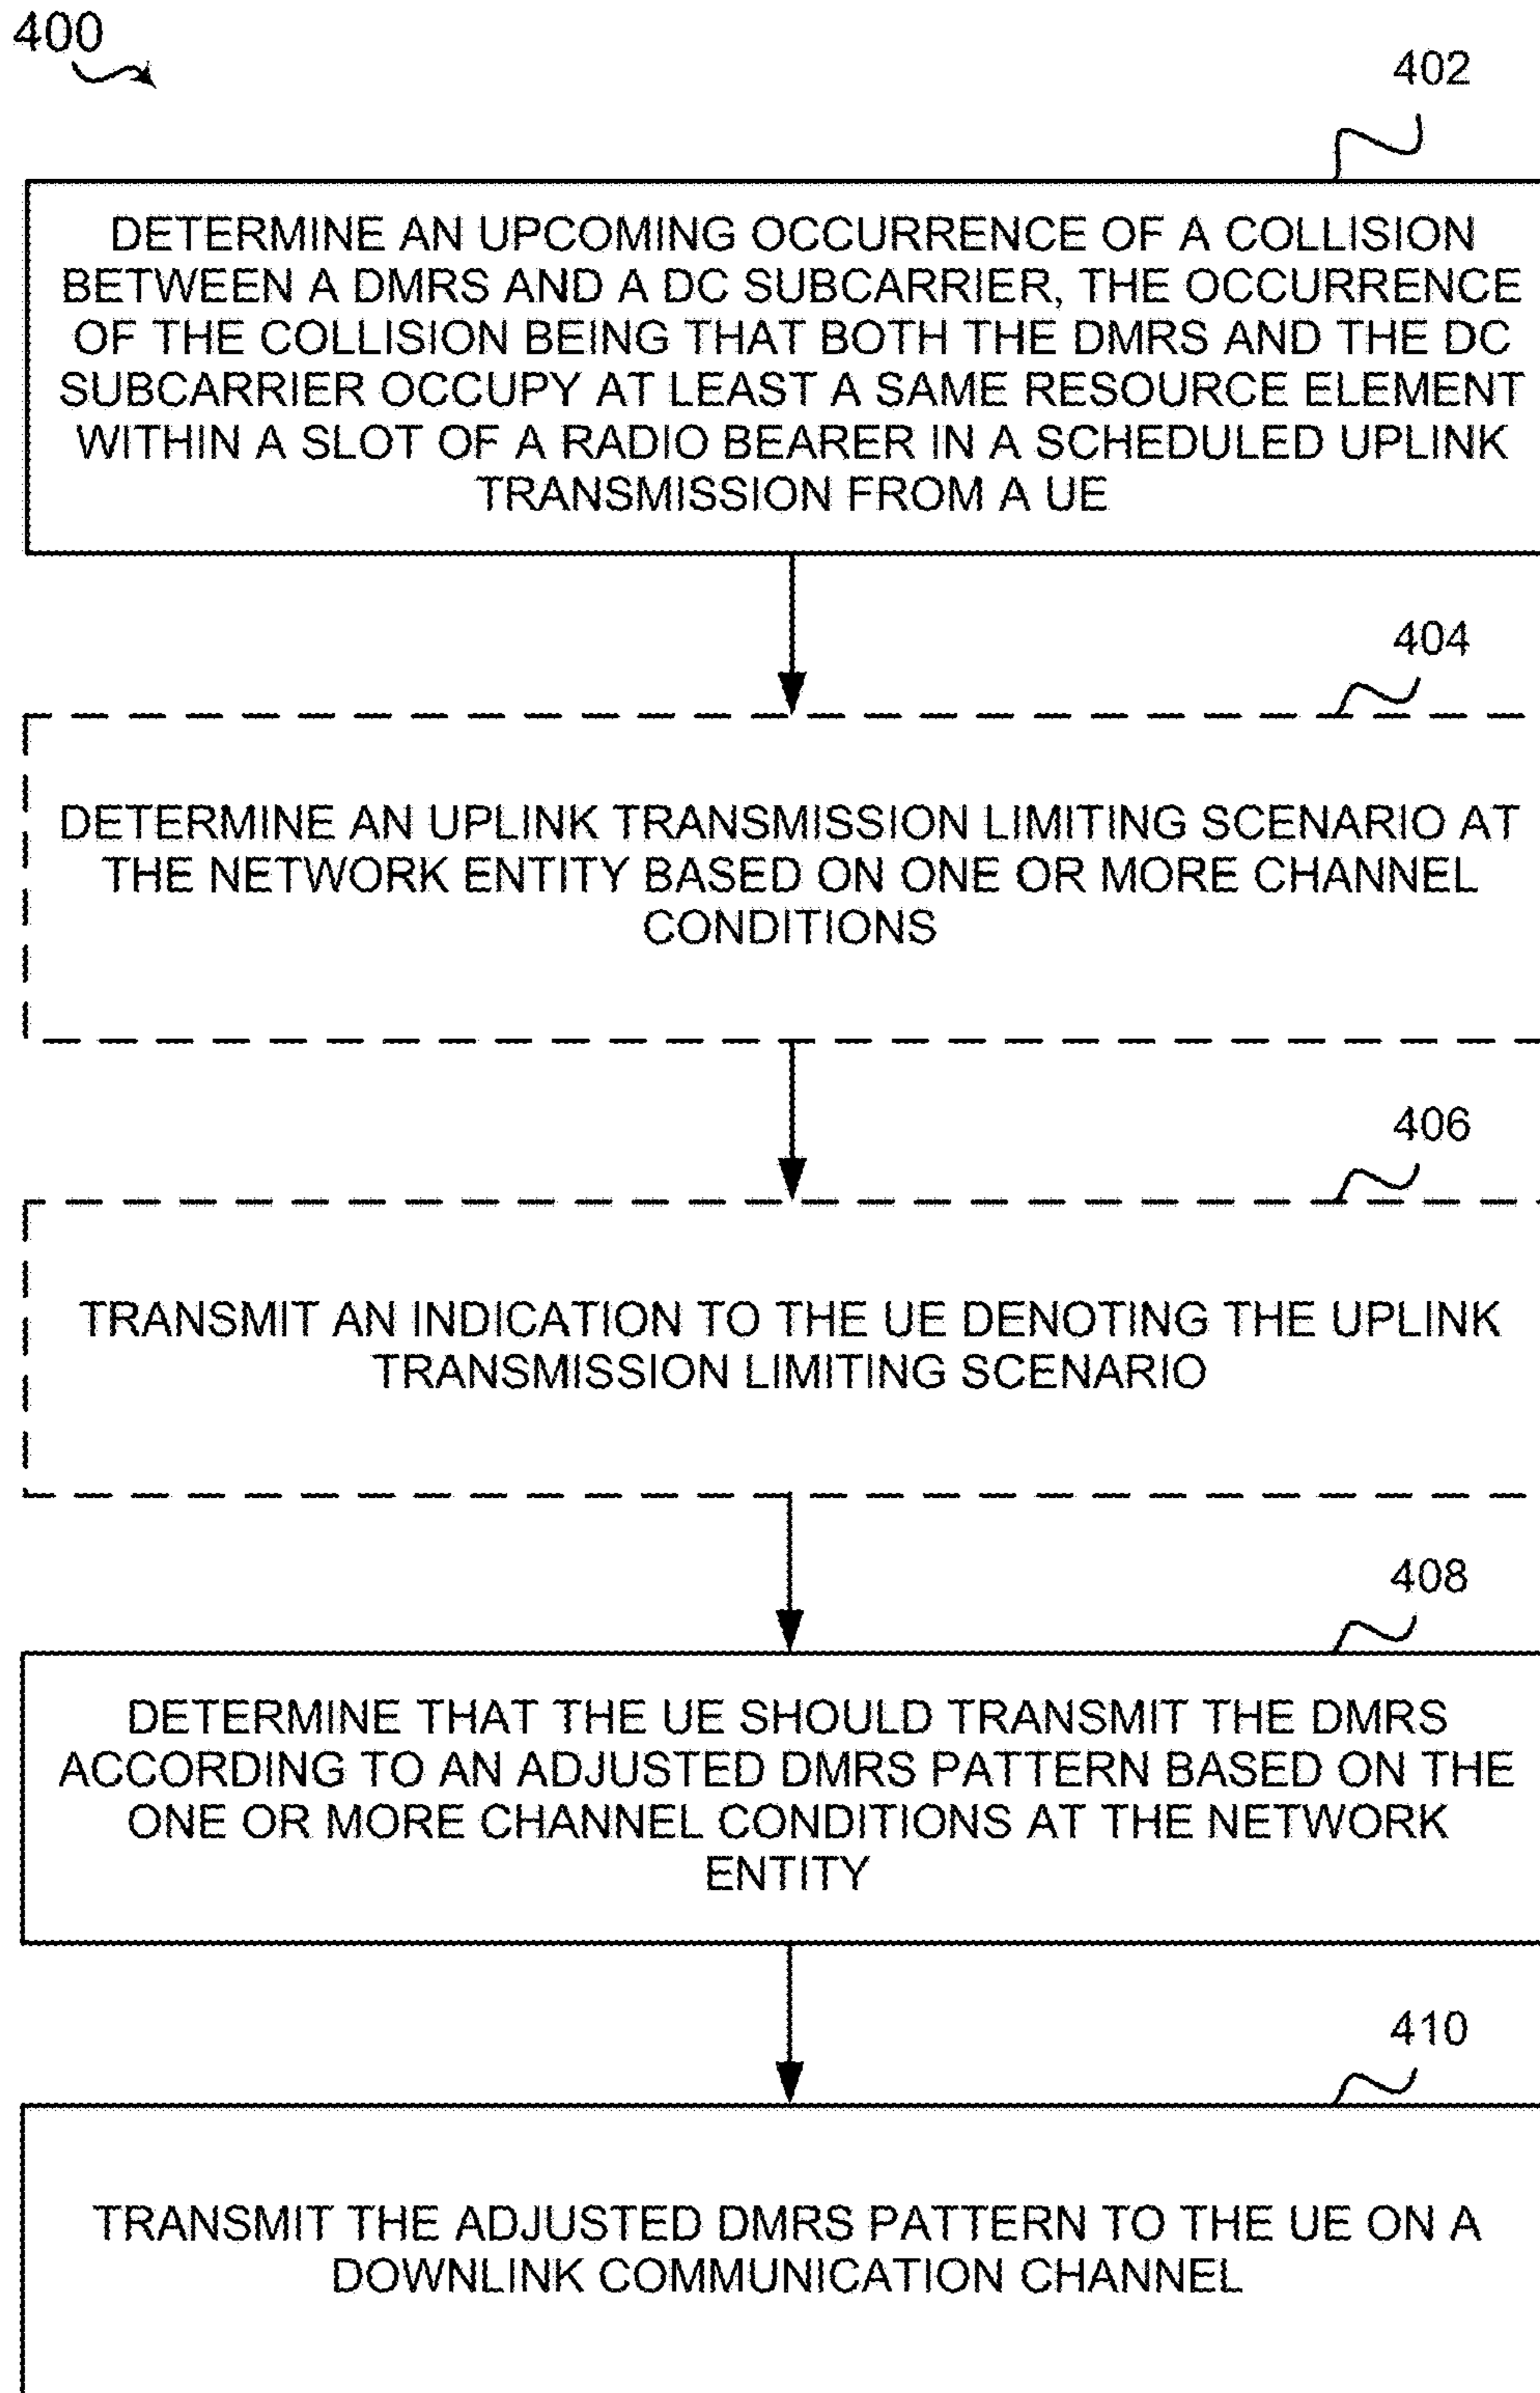 400
402
DETERMINE AN UPCOMING OCCURRENCE OF A COLLISION
BETWEEN A DMRS AND A DC SUBCARRIER, THE OCCURRENCE
OF THE COLLISION BEING THAT BOTH THE DMRS AND THE DC
SUBCARRIER OCCUPY AT LEAST A SAME RESOURCE ELEMENT
WITHIN A SLOT OF A RADIO BEARER IN A SCHEDULED UPLINK
TRANSMISSION FROM A UE
404
DETERMINE AN UPLINK TRANSMISSION LIMITING SCENARIO AT
THE NETWORK ENTITY BASED ON ONE OR MORE CHANNEL
CONDITIONS
406
TRANSMIT AN INDICATION TO THE UE DENOTING THE UPLINK
TRANSMISSION LIMITING SCENARIO
408
DETERMINE THAT THE UE SHOULD TRANSMIT THE DMRS
ACCORDING TO AN ADJUSTED DMRS PATTERN BASED ON THE
ONE OR MORE CHANNEL CONDITIONS AT THE NETWORK
ENTITY
410
TRANSMIT THE ADJUSTED DMRS PATTERN TO THE UE ON A
DOWNLINK COMMUNICATION CHANNEL